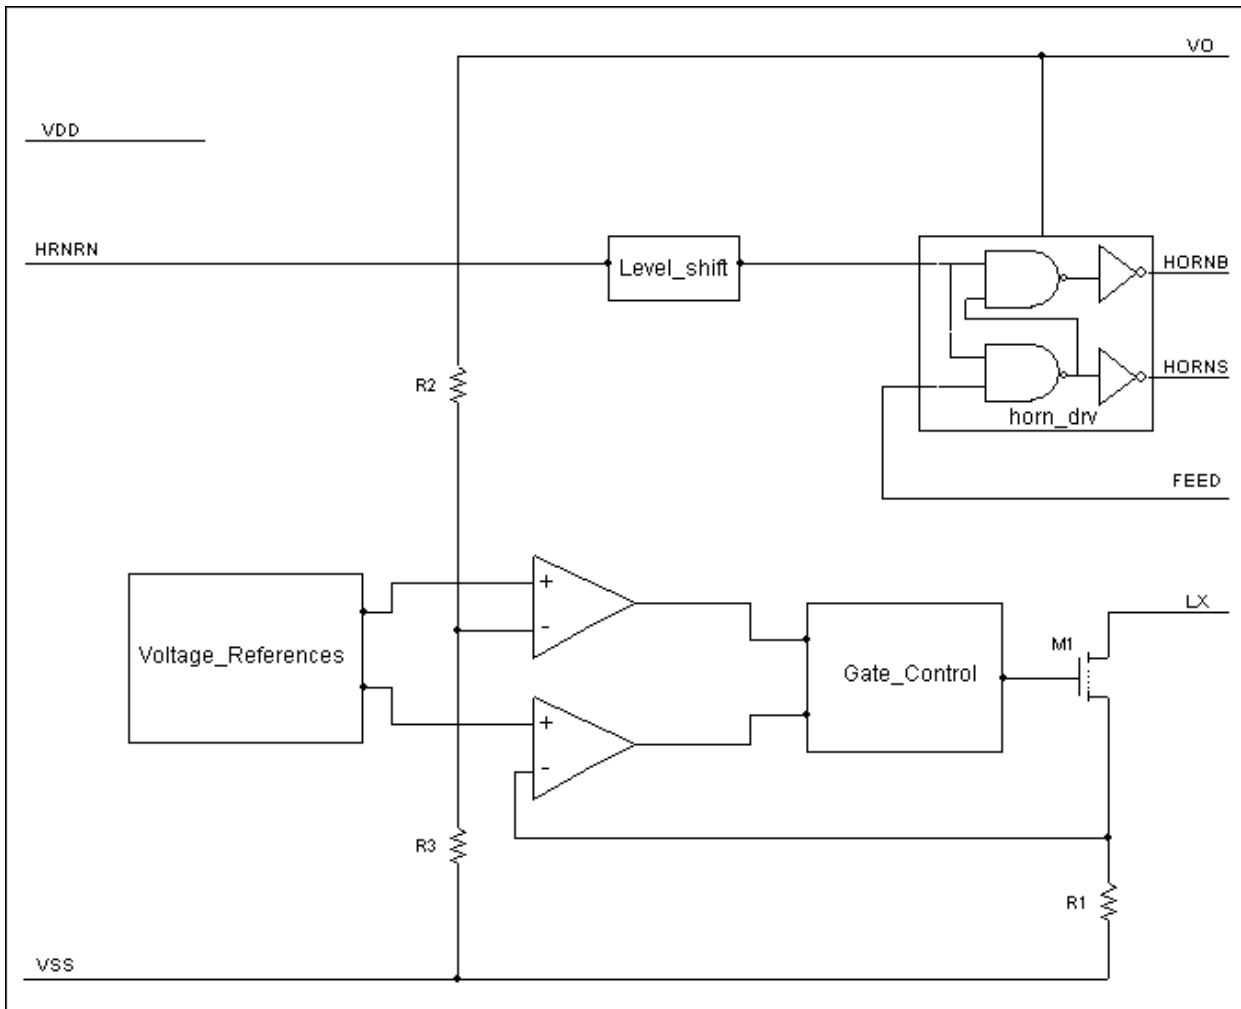 VO
VDD
HRNRN
Level_shift
HORNB
R2
HORNS
horn_drv
FEED
+
-
LX
Voltage_References
M1
Gate_Control
+
-
R3
R1
VSS